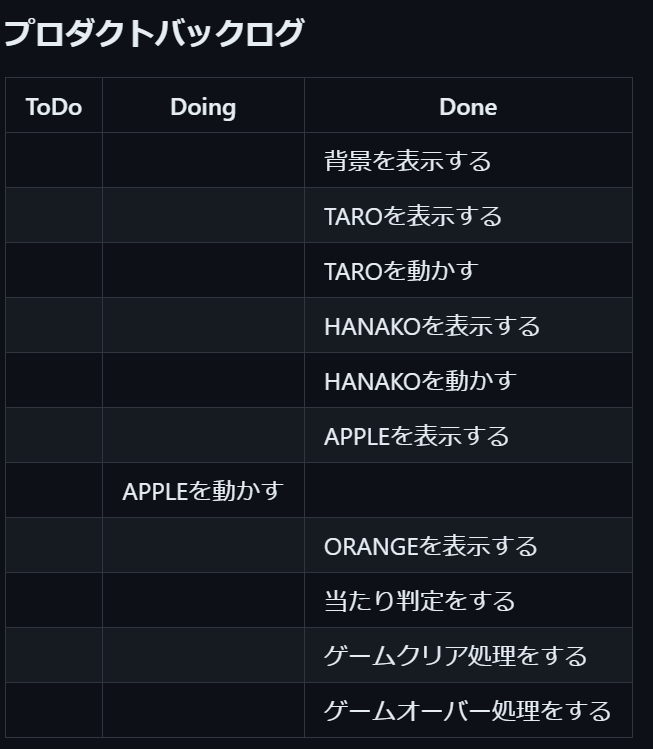 プロダクトバックログ
ToDo Doing Done
背景を表示する
TAROを表示する
TAROを動かす
HANAKOを表示する
HANAKOを動かす
APPLEを表示する
APPLEを動かす
ORANGEを表示する
当たり判定をする
ゲームクリア処理をする
ゲームオーバー処理をする